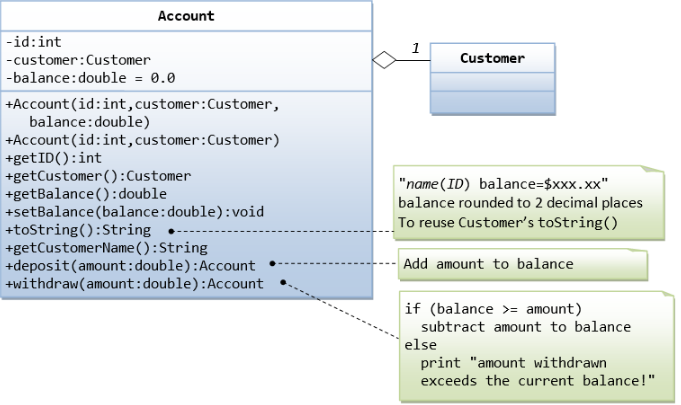 Account
-id:int
-customer:Customer
-balance:double = 0.0
+Account(id:int,customer:Customer,
balance:double)
+Account(id:int,customer:Customer)
+getID():int
+getCustomer():Customer
+getBalance():double
+setBalance(balance:double):void
+toString():String
+getCustomerName():String
+deposit(amount:double):Account
+withdraw(amount:double):Account
1
Customer
"name(ID) balance=$xxx.xx"
balance rounded to 2 decimal places
To reuse Customer's toString()
Add amount to balance
if (balance >= amount)
subtract amount to balance
else
print "amount withdrawn
exceeds the current balance!"